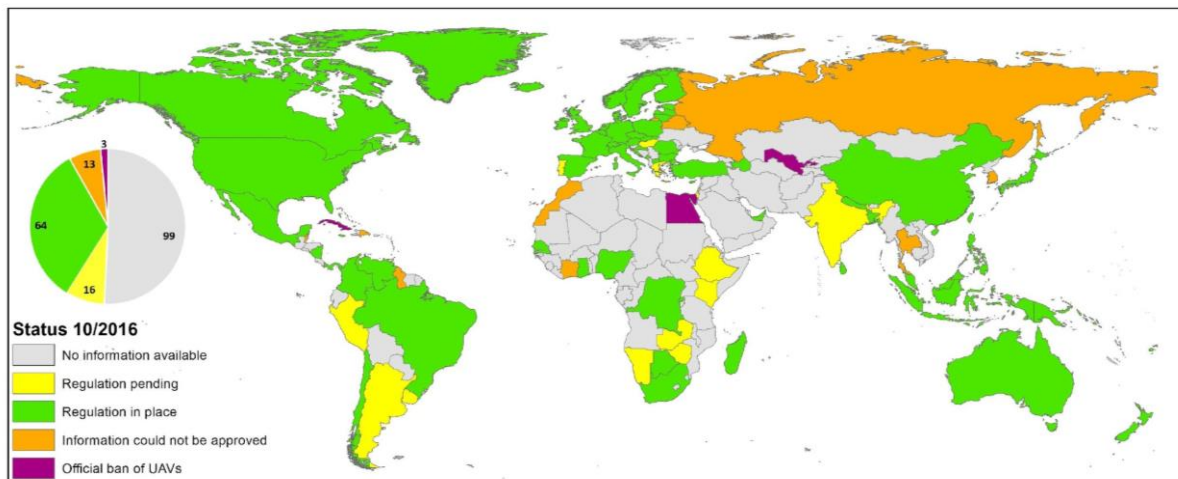 3
13
64
99
16
Status 10/2016
No information available
Regulation pending
Regulation in place
Information could not be approved
Official ban of UAVs